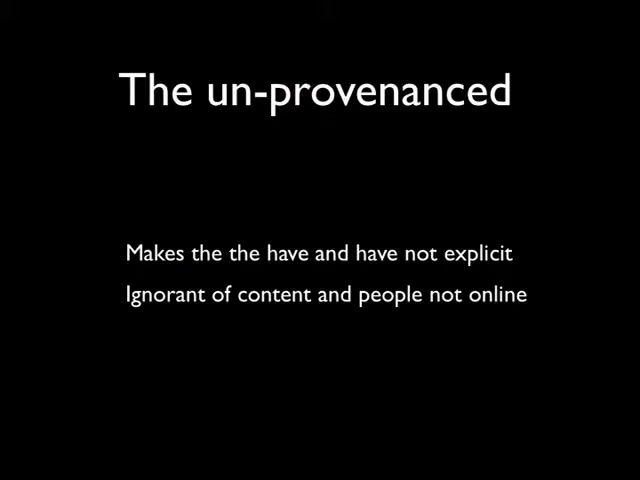 The un-provenanced
Makes the the have and have not explicit
Ignorant of content and people not online